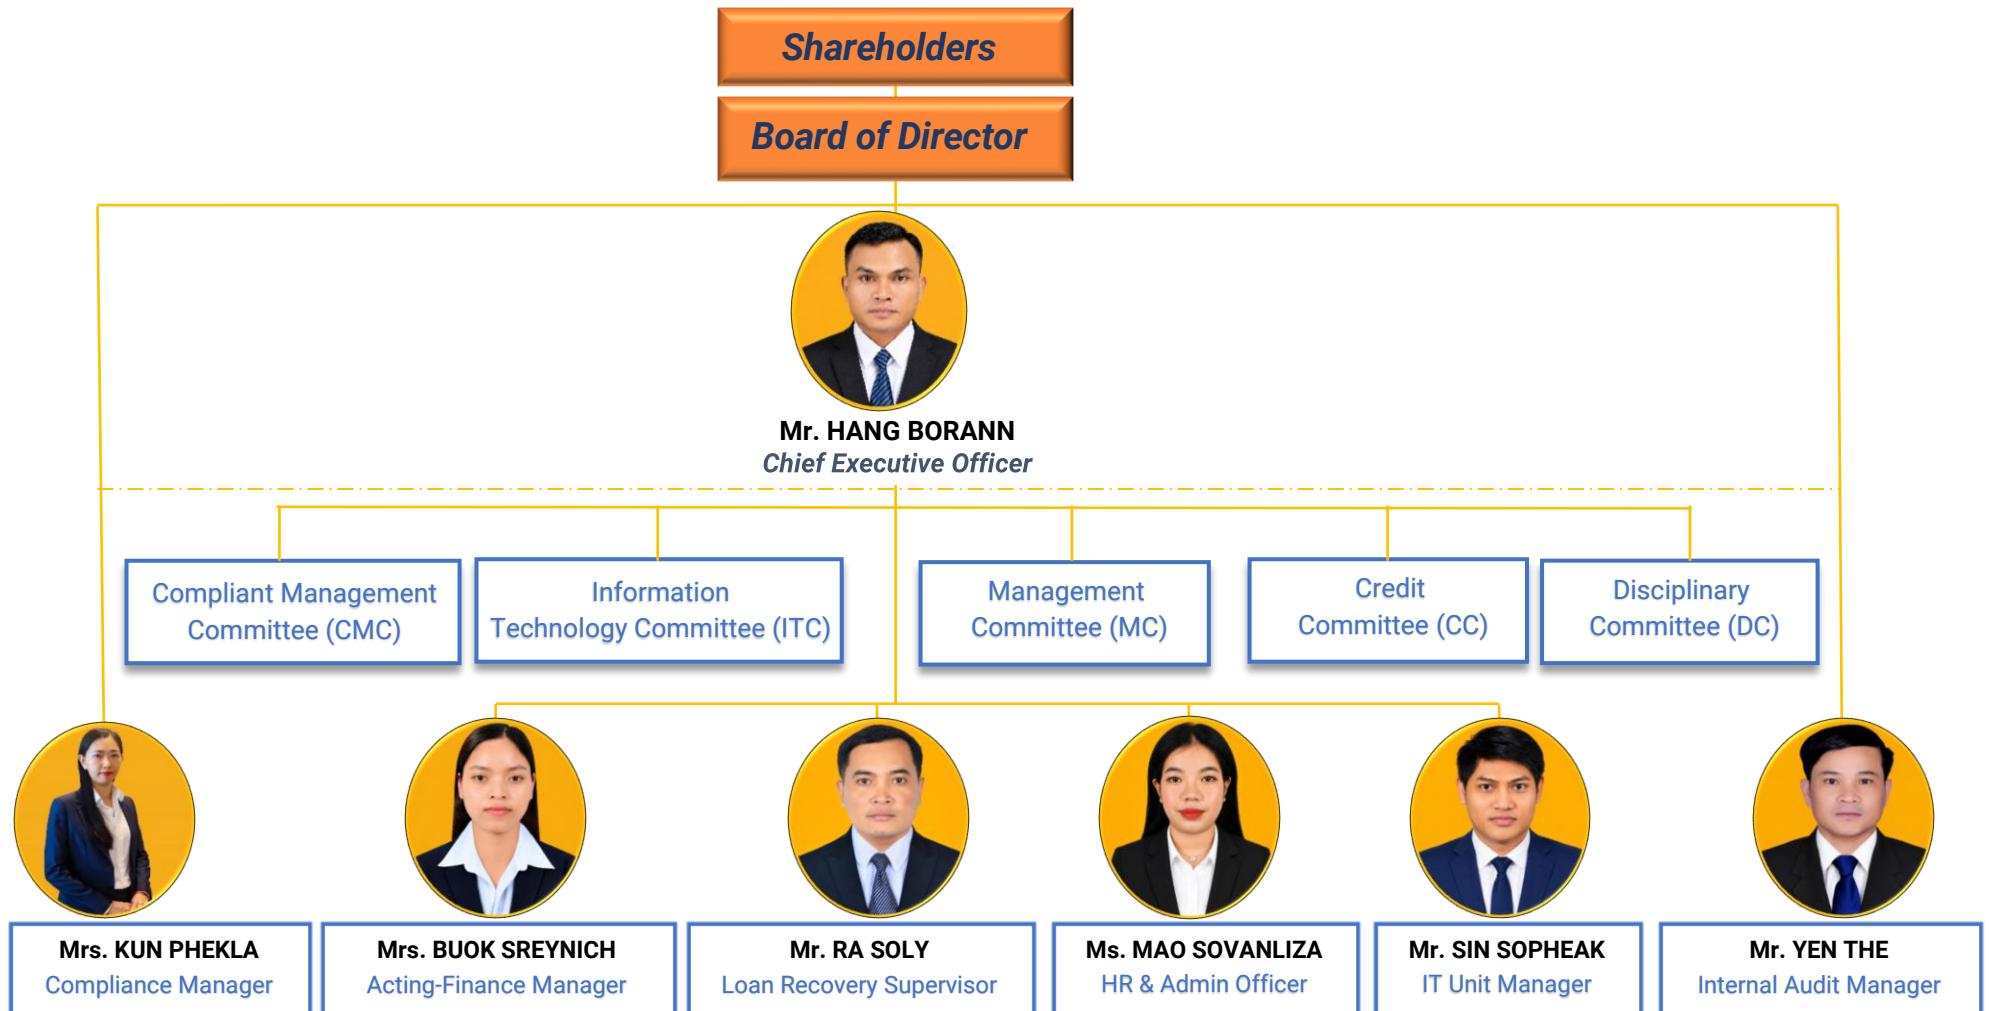 Shareholders
Board of Director
Mr. HANG BORANN
Chief Executive Officer
Compliant Management
Committee (CMC)
Information
Technology Committee (ITC)
Management
Committee (MC)
Credit
Committee (CC)
Disciplinary
Committee (DC)
Mrs. KUN PHEKLA
Compliance Manager
Mrs. BUOK SREYNICH
Acting-Finance Manager
Mr. RA SOLY
Loan Recovery Supervisor
Ms. MAO SOVANLIZA
HR & Admin Officer
Mr. SIN SOPHEAK
IT Unit Manager
Mr. YEN THE
Internal Audit Manager